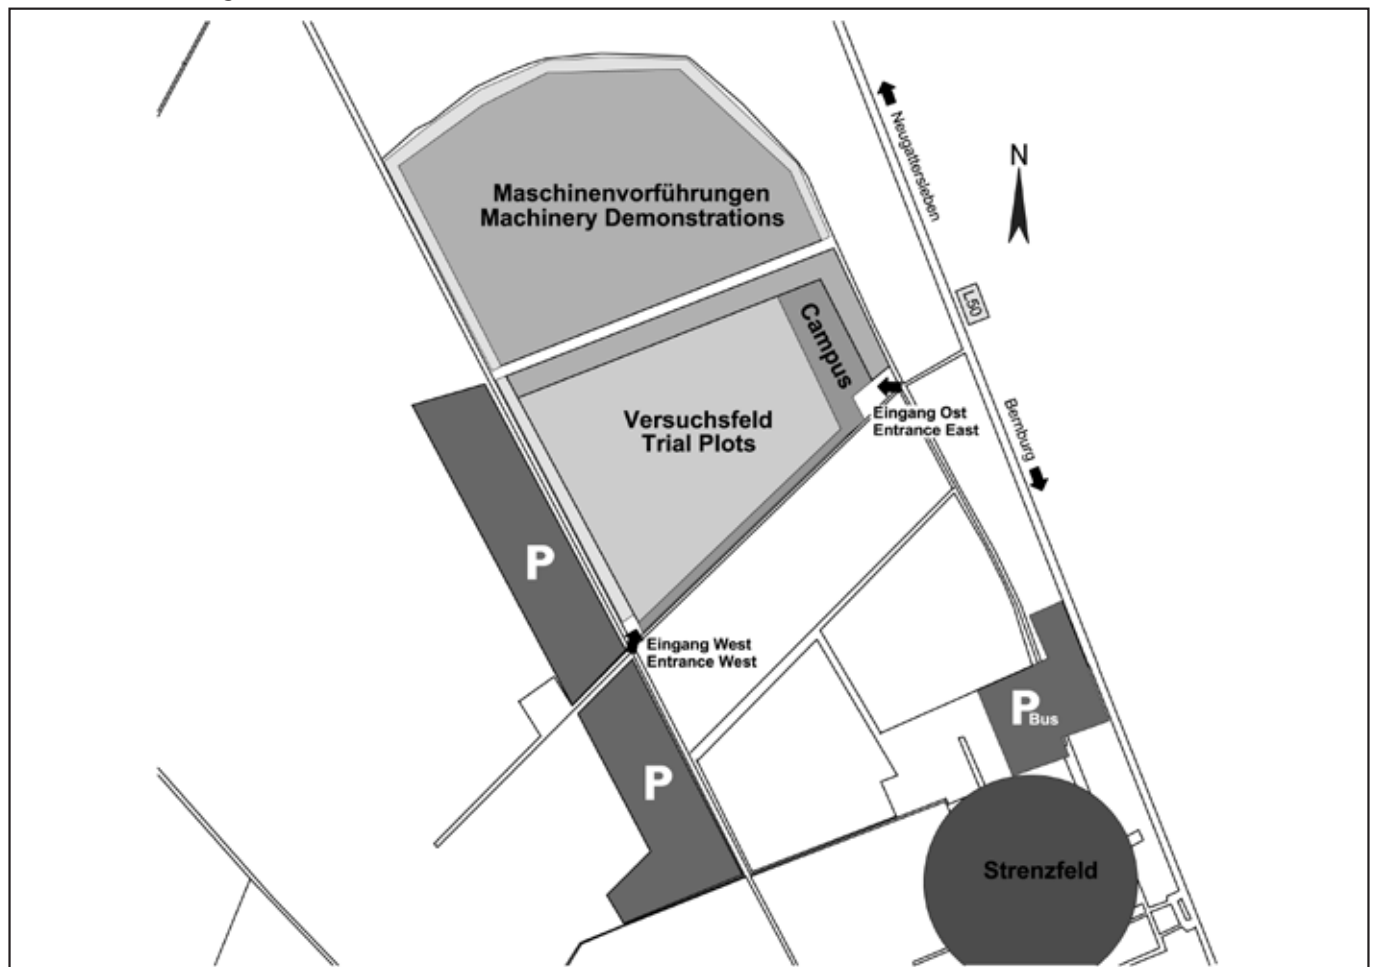 Neugattersleben
N
Maschinenvorführungen
Machinery Demonstrations
L50
Campus
Eingang Ost
Entrance East
Versuchsfeld
Trial Plots
Bernburg
P
Eingang West
Entrance West
P
Bus
P
Strenzfeld